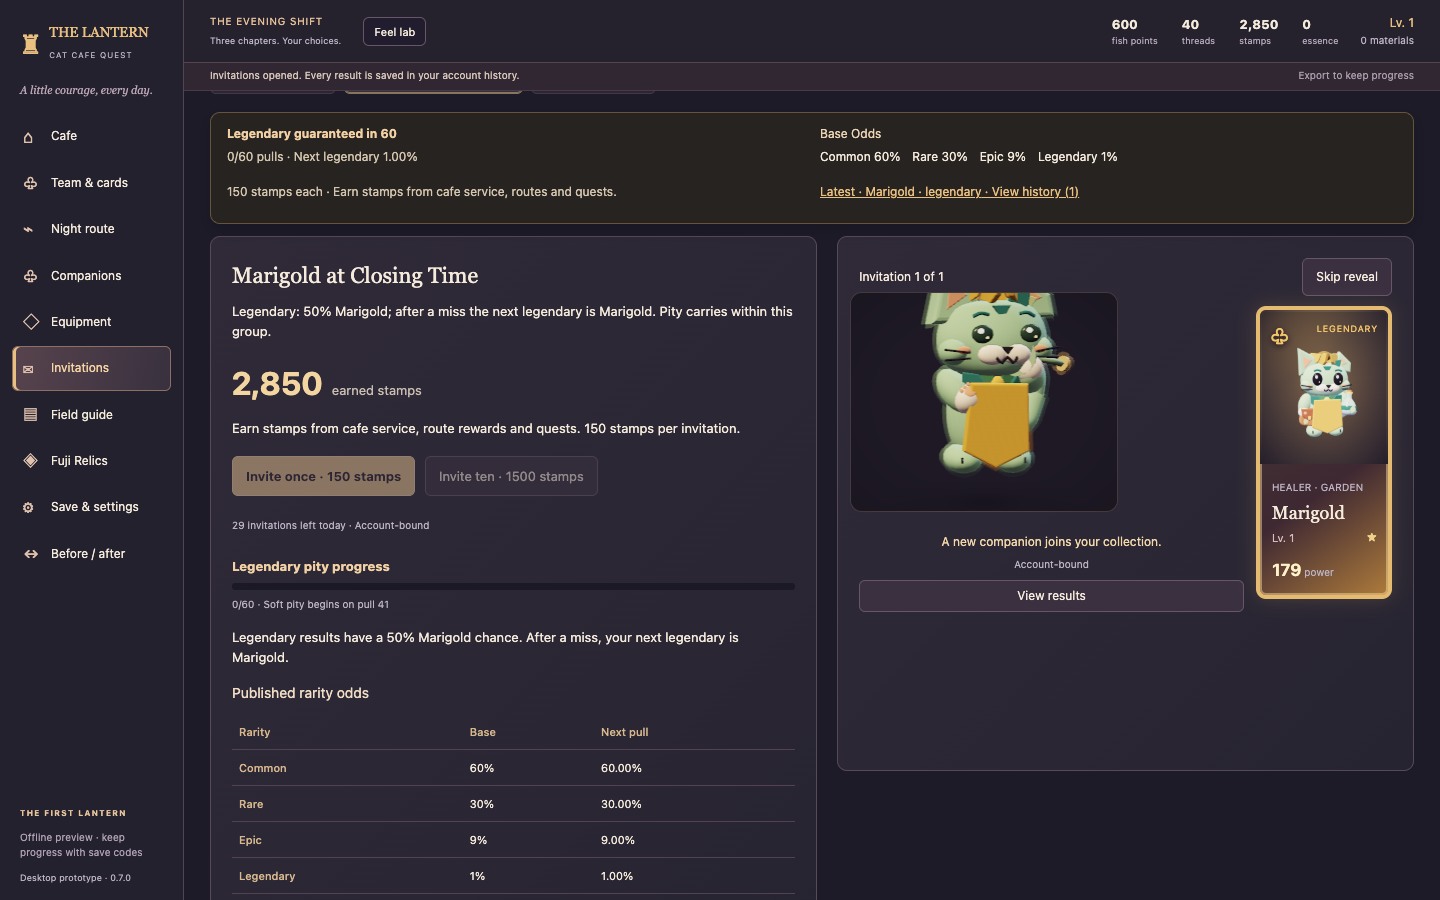 THE LANTERN
CAT CAFE QUEST
A little courage, every day.
Cafe
Team & cards
Night route
Companions
Equipment
Invitations
Field guide
Fuji Relics
Save & settings
Before / after
THE FIRST LANTERN
Offline preview · keep
progress with save codes
Desktop prototype · 0.7.0
THE EVENING SHIFT
Three chapters. Your choices.
Feel lab
600 fish points
40 threads
2,850 stamps
0 essence
Lv. 1
0 materials
Invitations opened. Every result is saved in your account history.
Export to keep progress
Legendary guaranteed in 60
0/60 pulls · Next legendary 1.00%
150 stamps each · Earn stamps from cafe service, routes and quests.
Base Odds
Common 60% Rare 30% Epic 9% Legendary 1%
Latest · Marigold · legendary · View history (1)
Marigold at Closing Time
Legendary: 50% Marigold; after a miss the next legendary is Marigold. Pity carries within this
group.
2,850 earned stamps
Earn stamps from cafe service, route rewards and quests. 150 stamps per invitation.
Invite once · 150 stamps
Invite ten · 1500 stamps
29 invitations left today · Account-bound
Legendary pity progress
0/60 · Soft pity begins on pull 41
Legendary results have a 50% Marigold chance. After a miss, your next legendary is
Marigold.
Published rarity odds
Rarity Base Next pull
Common 60% 60.00%
Rare 30% 30.00%
Epic 9% 9.00%
Legendary 1% 1.00%
Invitation 1 of 1
Skip reveal
A new companion joins your collection.
Account-bound
View results
LEGENDARY
HEALER · GARDEN
Marigold
Lv. 1
179 power